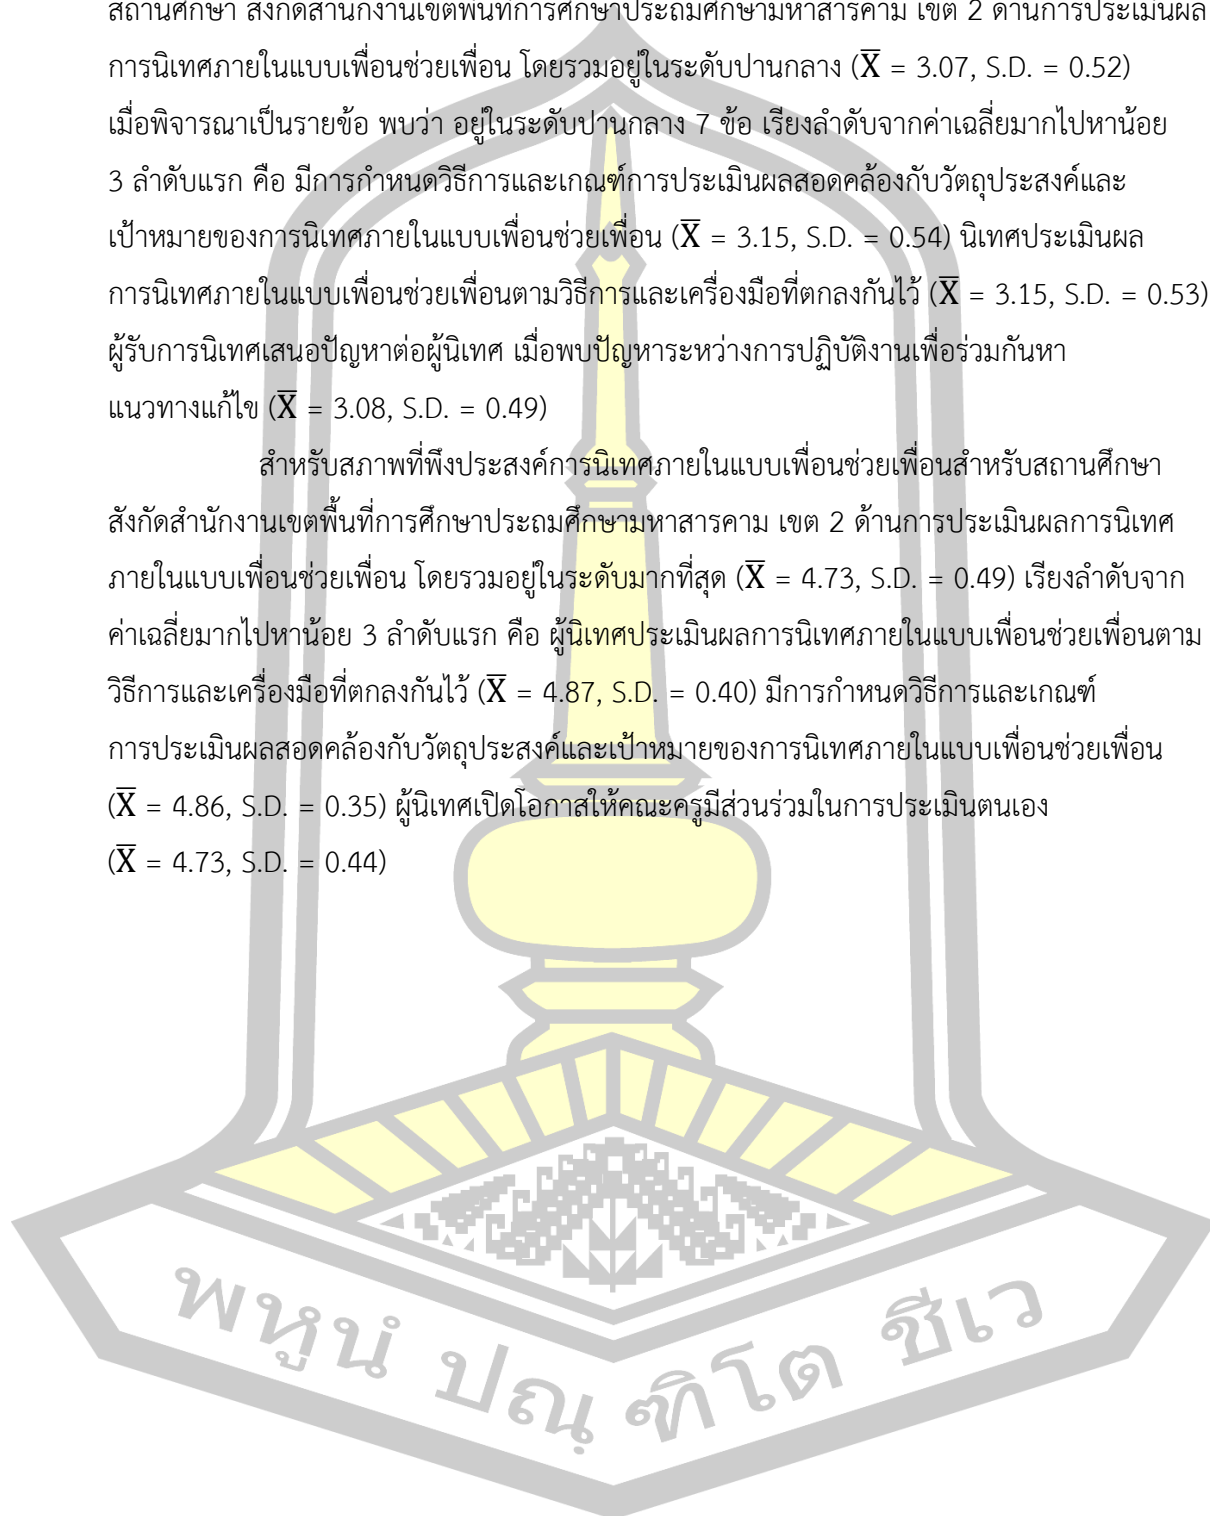 สถานศึกษา สังกัดสำนักงานเขตพื้นที่การศึกษาประถมศึกษามหาสารคาม เขต 2 ด้านการประเมินผล
การนิเทศภายในแบบเพื่อนช่วยเพื่อน โดยรวมอยู่ในระดับปานกลาง (X̅ = 3.07, S.D. = 0.52)
เมื่อพิจารณาเป็นรายข้อ พบว่า อยู่ในระดับปานกลาง 7 ข้อ เรียงลำดับจากค่าเฉลี่ยมากไปหาน้อย
3 ลำดับแรก คือ มีการกำหนดวิธีการและเกณฑ์การประเมินผลสอดคล้องกับวัตถุประสงค์และ
เป้าหมายของการนิเทศภายในแบบเพื่อนช่วยเพื่อน (X̅ = 3.15, S.D. = 0.54) นิเทศประเมินผล
การนิเทศภายในแบบเพื่อนช่วยเพื่อนตามวิธีการและเครื่องมือที่ตกลงกันไว้ (X̅ = 3.15, S.D. = 0.53)
ผู้รับการนิเทศเสนอปัญหาต่อผู้นิเทศ เมื่อพบปัญหาระหว่างการปฏิบัติงานเพื่อร่วมกันหา
แนวทางแก้ไข (X̅ = 3.08, S.D. = 0.49)
สำหรับสภาพที่พึงประสงค์การนิเทศภายในแบบเพื่อนช่วยเพื่อนสำหรับสถานศึกษา
สังกัดสำนักงานเขตพื้นที่การศึกษาประถมศึกษามหาสารคาม เขต 2 ด้านการประเมินผลการนิเทศ
ภายในแบบเพื่อนช่วยเพื่อน โดยรวมอยู่ในระดับมากที่สุด (X̅ = 4.73, S.D. = 0.49) เรียงลำดับจาก
ค่าเฉลี่ยมากไปหาน้อย 3 ลำดับแรก คือ ผู้นิเทศประเมินผลการนิเทศภายในแบบเพื่อนช่วยเพื่อนตาม
วิธีการและเครื่องมือที่ตกลงกันไว้ (X̅ = 4.87, S.D. = 0.40) มีการกำหนดวิธีการและเกณฑ์
การประเมินผลสอดคล้องกับวัตถุประสงค์และเป้าหมายของการนิเทศภายในแบบเพื่อนช่วยเพื่อน
(X̅ = 4.86, S.D. = 0.35) ผู้นิเทศเปิดโอกาสให้คณะครูมีส่วนร่วมในการประเมินตนเอง
(X̅ = 4.73, S.D. = 0.44)
พหูนํ ปณฺฑิโต ชีเว